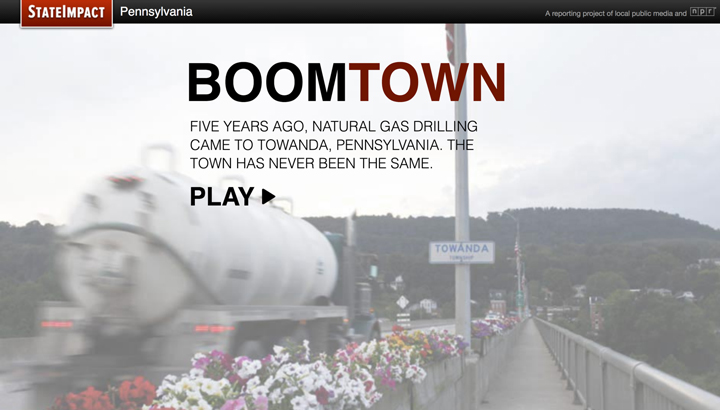 STATEIMPACT Pennsylvania
A reporting project of local public media and npr
BOOMTOWN
FIVE YEARS AGO, NATURAL GAS DRILLING
CAME TO TOWANDA, PENNSYLVANIA. THE
TOWN HAS NEVER BEEN THE SAME.
PLAY
TOWANDA